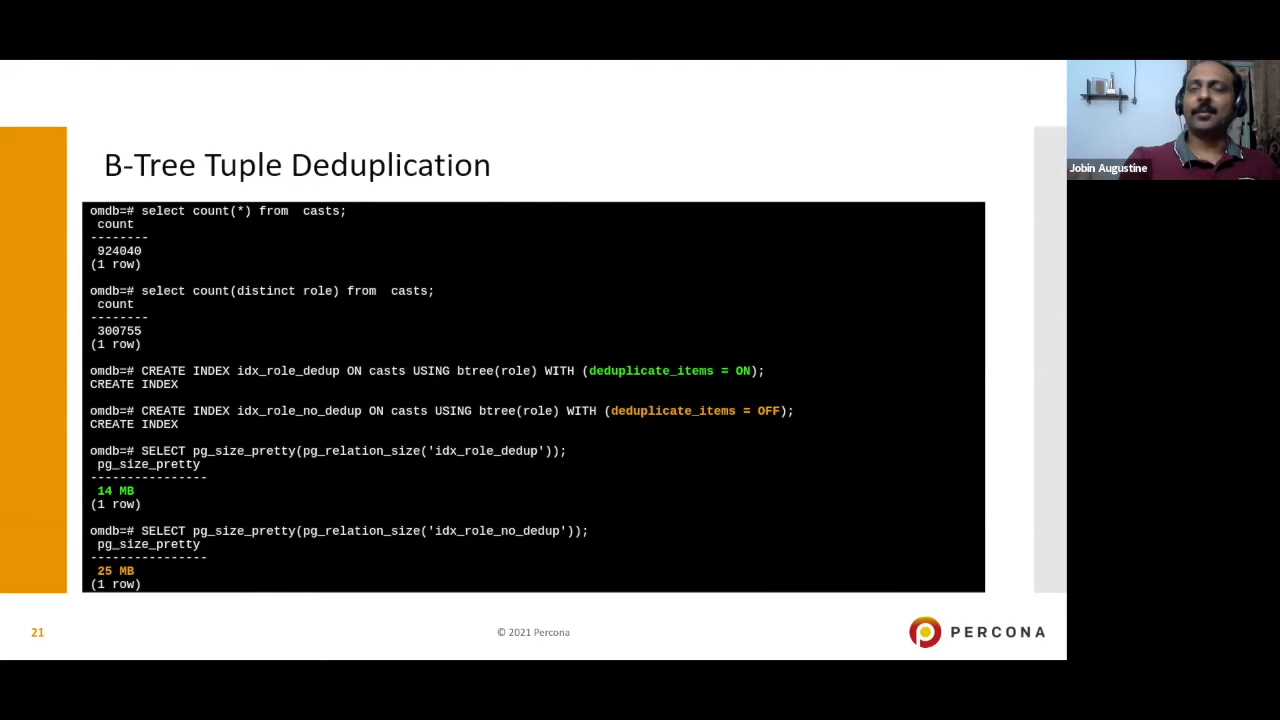 B-Tree Tuple Deduplication
omdb=# select count(*) from  casts;
count
--------
924040
(1 row)
omdb=# select count(distinct role) from  casts;
count
--------
300755
(1 row)
omdb=# CREATE INDEX idx_role_dedup ON casts USING btree(role) WITH (deduplicate_items = ON);
CREATE INDEX
omdb=# CREATE INDEX idx_role_no_dedup ON casts USING btree(role) WITH (deduplicate_items = OFF);
CREATE INDEX
omdb=# SELECT pg_size_pretty(pg_relation_size('idx_role_dedup'));
pg_size_pretty
----------------
14 MB
(1 row)
omdb=# SELECT pg_size_pretty(pg_relation_size('idx_role_no_dedup'));
pg_size_pretty
----------------
25 MB
(1 row)
21
© 2021 Percona
PERCONA
Jobin Augustine